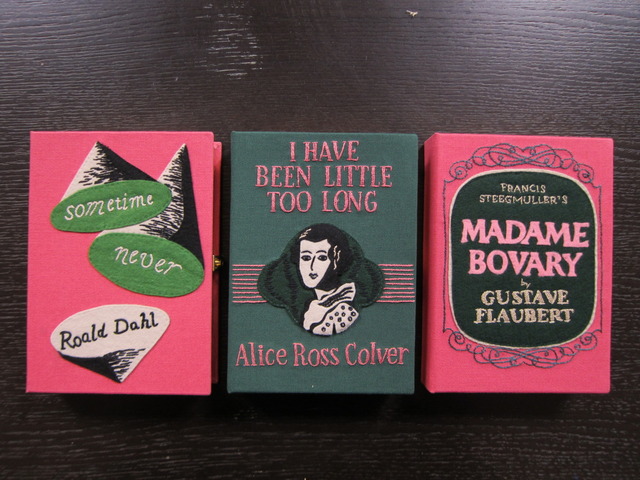 sometime
never
Roald Dahl
I HAVE
BEEN LITTLE
TOO LONG
Alice Ross Colver
FRANCIS
STEEGMULLER'S
MADAME
BOVARY
by
GUSTAVE
FLAUBERT